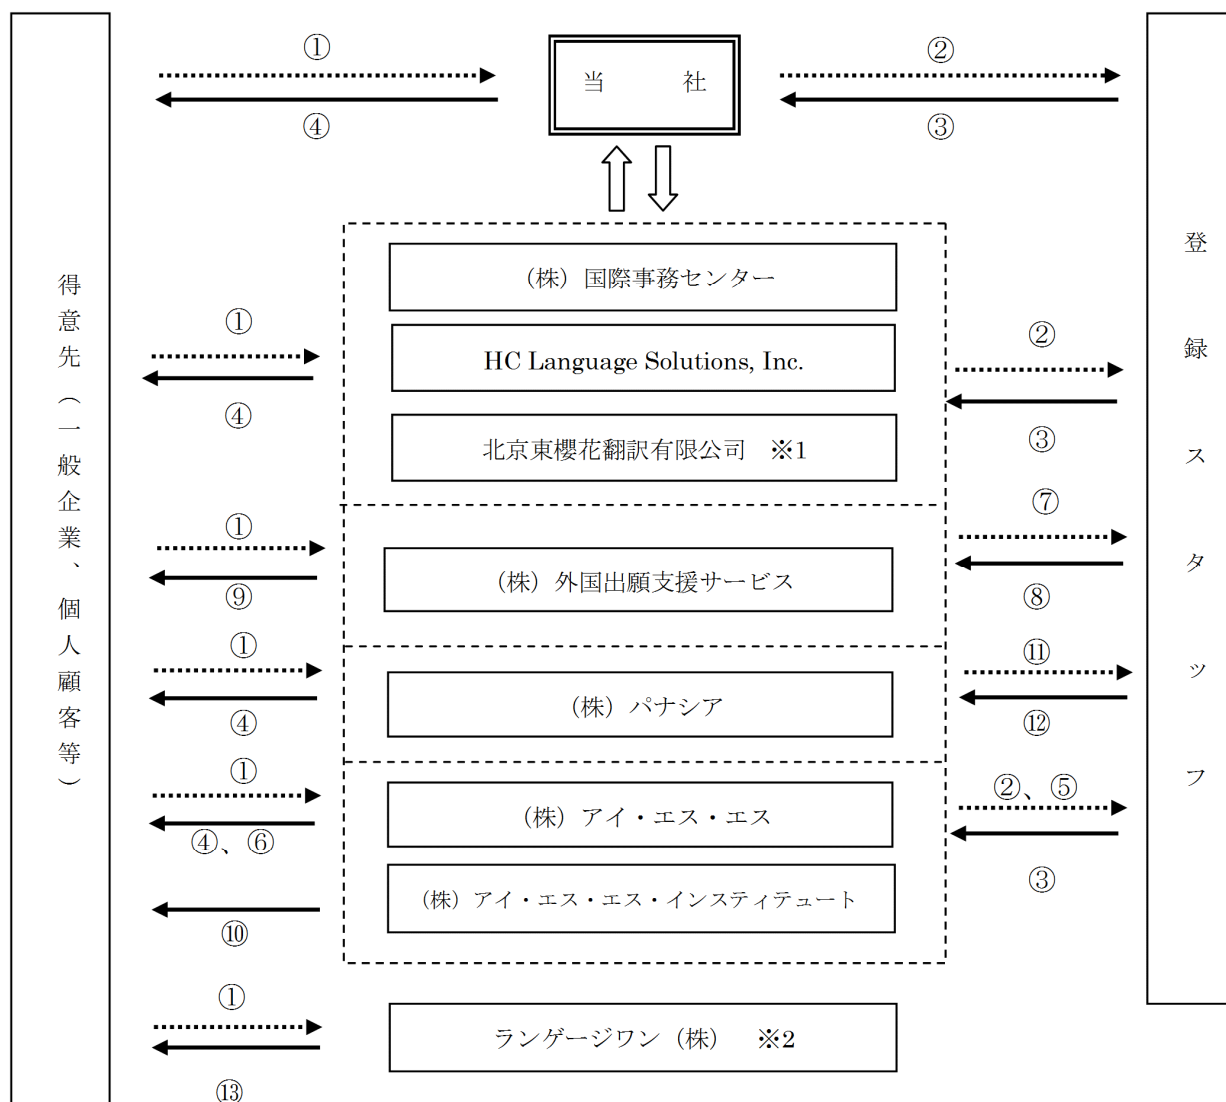 ① ②
当 社
④ ③
得意先（一般企業、個人顧客等）
登録スタッフ
（株）国際事務センター
① ②
HC Language Solutions, Inc.
④ ③
北京東櫻花翻訳有限公司 ※1
① ⑦
（株）外国出願支援サービス
⑨ ⑧
① ⑪
（株）パナシア
④ ⑫
① ②、⑤
（株）アイ・エス・エス
④、⑥ ③
（株）アイ・エス・エス・インスティテュート
⑩
①
ランゲージワン（株） ※2
⑬